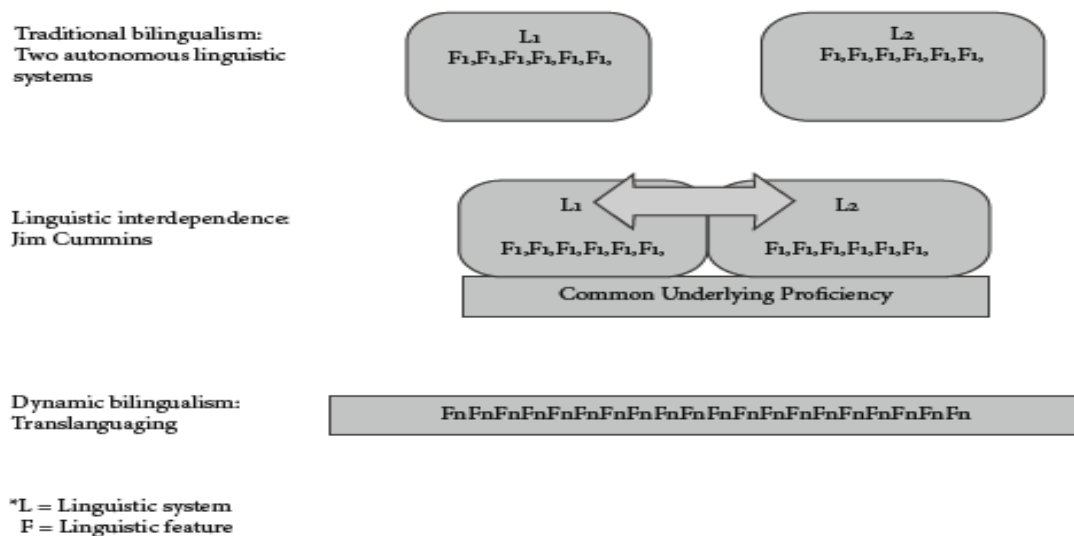 Traditional bilingualism:
Two autonomous linguistic
systems
L1
F1,F1,F1,F1,F1,F1,
L2
F1,F1,F1,F1,F1,F1,
Linguistic interdependence:
Jim Cummins
L1
F1,F1,F1,F1,F1,F1,
L2
F1,F1,F1,F1,F1,F1,
Common Underlying Proficiency
Dynamic bilingualism:
Translanguaging
FnFnFnFnFnFnFnFnFnFnFnFnFnFnFnFnFnFnFn
*L = Linguistic system
F = Linguistic feature